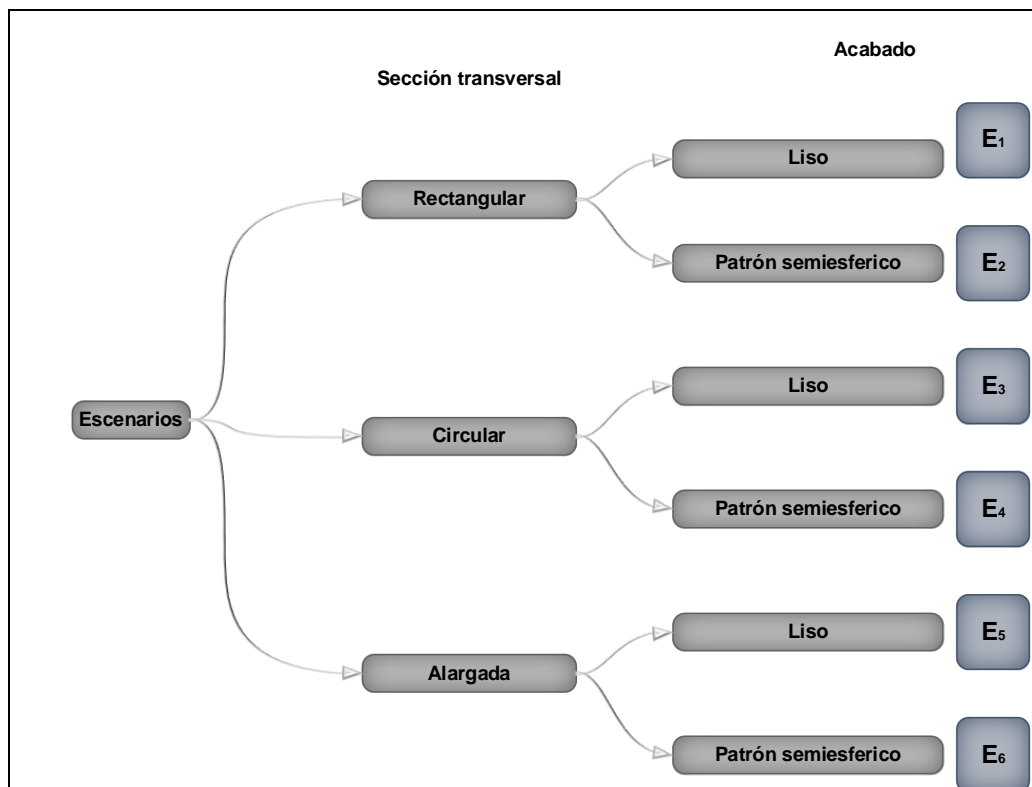 Acabado
Sección transversal
E1
Liso
Rectangular
Patrón semiesferico
E2
Liso
E3
Escenarios
Circular
Patrón semiesferico
E4
Liso
E5
Alargada
Patrón semiesferico
E6